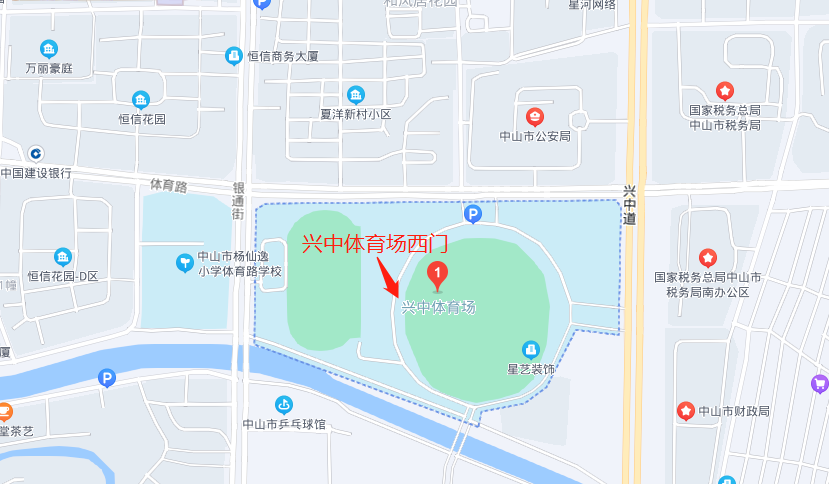 和风居花园
星河网络
P
万丽豪庭
恒信商务大厦
恒信花园
夏洋新村小区
国家税务总局
中山市税务局
中山市公安局
中国建设银行
体育路
银通街
兴中道
P
兴中体育场西门
中山市杨仙逸
小学体育路学校
恒信花园-D区
1
兴中体育场
国家税务总局中山市
税务局南办公区
厦
星艺装饰
P
中山市财政局
中山市乒乓球馆
堂茶艺